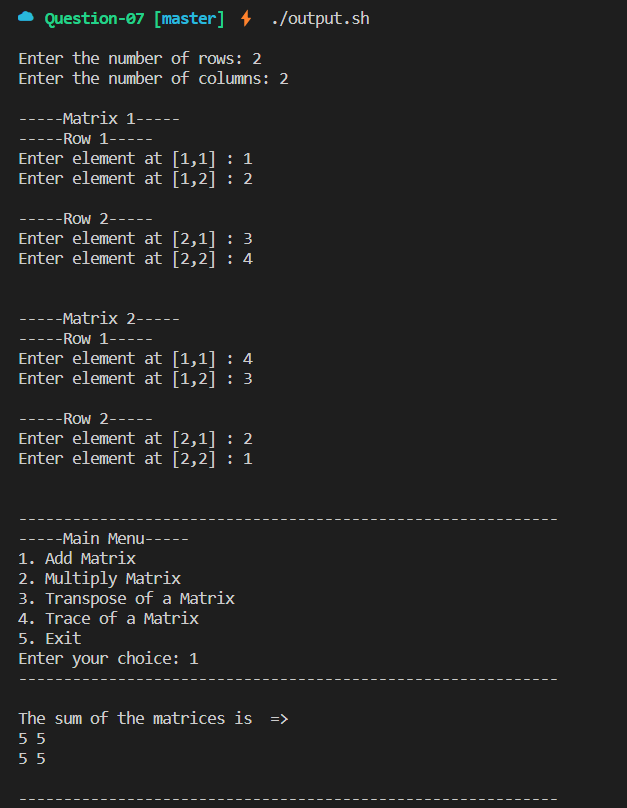 Question-07 [master] ./output.sh
Enter the number of rows: 2
Enter the number of columns: 2
-----Matrix 1-----
-----Row 1-----
Enter element at [1,1] : 1
Enter element at [1,2] : 2
-----Row 2-----
Enter element at [2,1] : 3
Enter element at [2,2] : 4
-----Matrix 2-----
-----Row 1-----
Enter element at [1,1] : 4
Enter element at [1,2] : 3
-----Row 2-----
Enter element at [2,1] : 2
Enter element at [2,2] : 1
------------------------------------------------------------
-----Main Menu-----
1. Add Matrix
2. Multiply Matrix
3. Transpose of a Matrix
4. Trace of a Matrix
5. Exit
Enter your choice: 1
------------------------------------------------------------
The sum of the matrices is  =>
5 5
5 5
------------------------------------------------------------